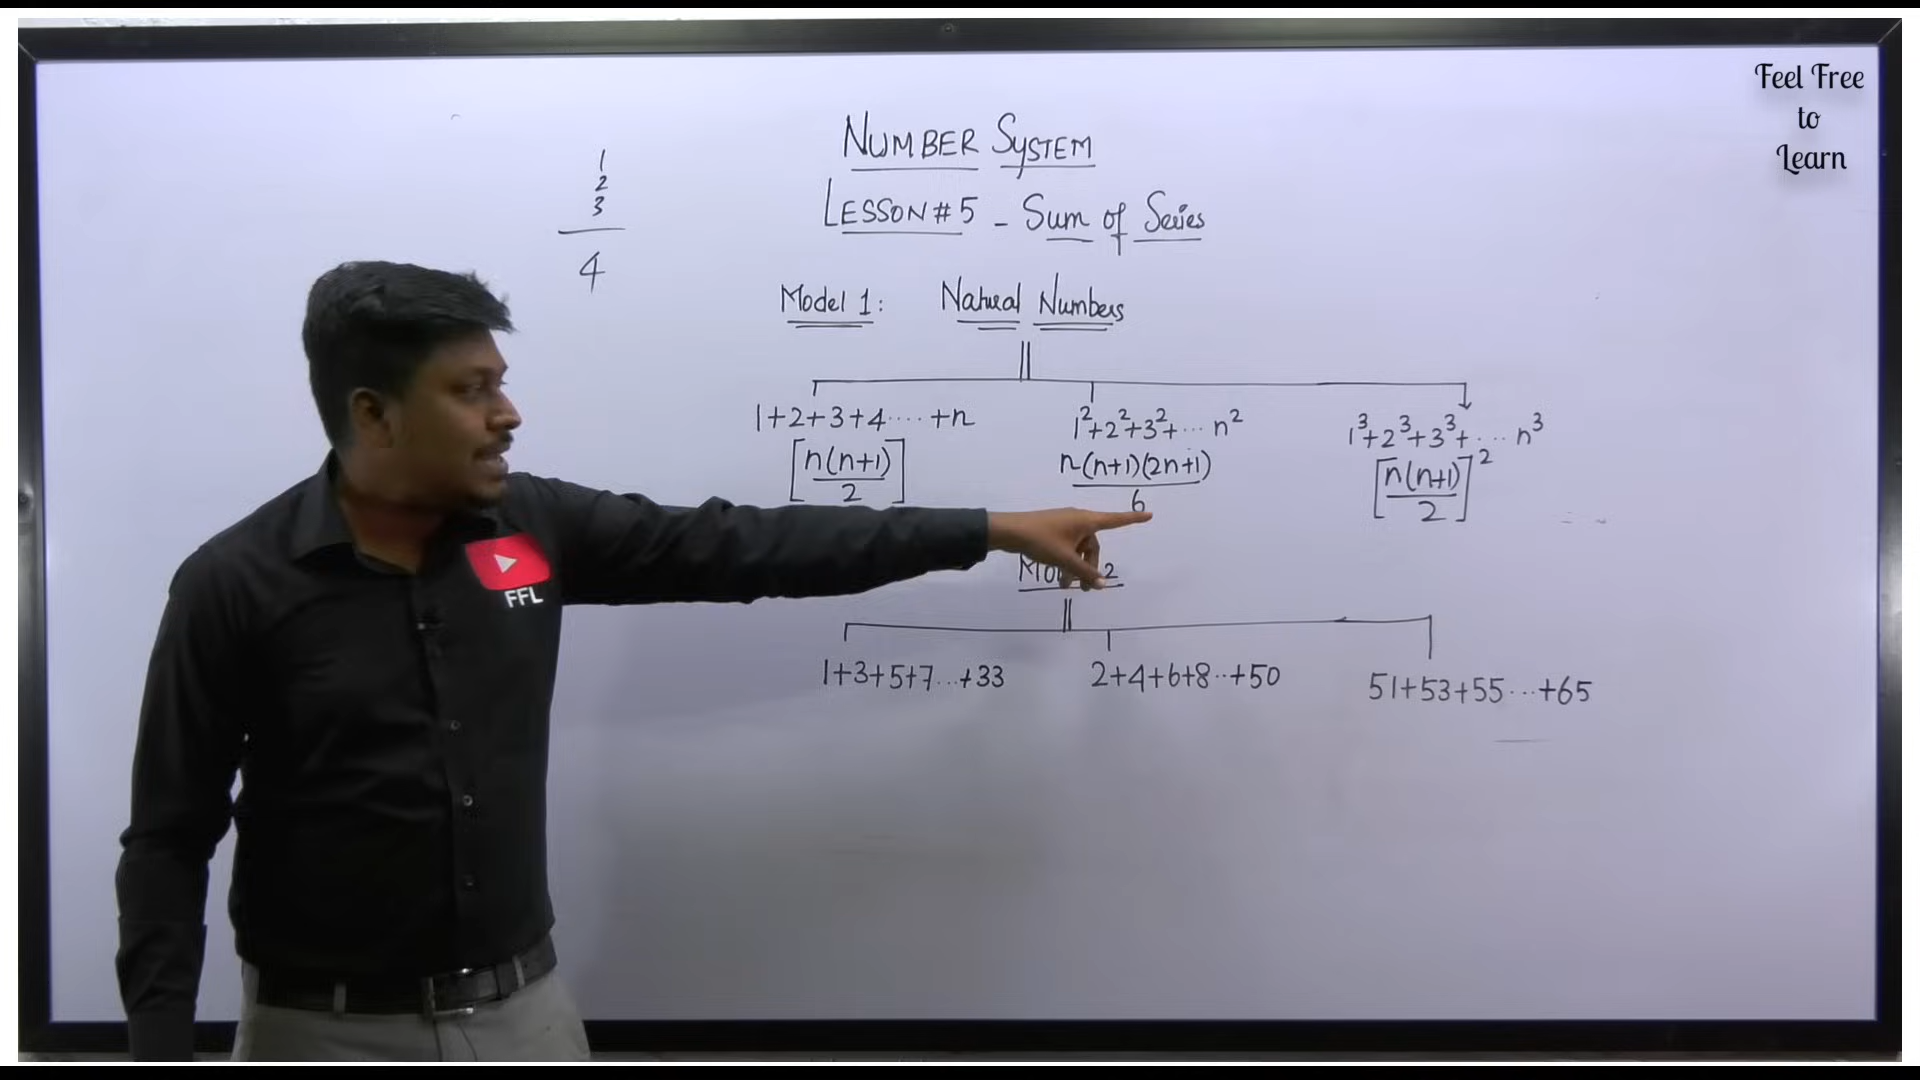 Feel Free
to
Learn
NUMBER SYSTEM
LESSON # 5 - Sum of Series
1
2
3
4
Model 1: Natural Numbers
1+2+3+4....+n
[n(n+1)/2]
1²+2²+3²+... n²
n(n+1)(2n+1)/6
1³+2³+3³+... n³
[n(n+1)/2]²
2
1+3+5+7...+33
2+4+6+8..+50
51+53+55...+65
FFL